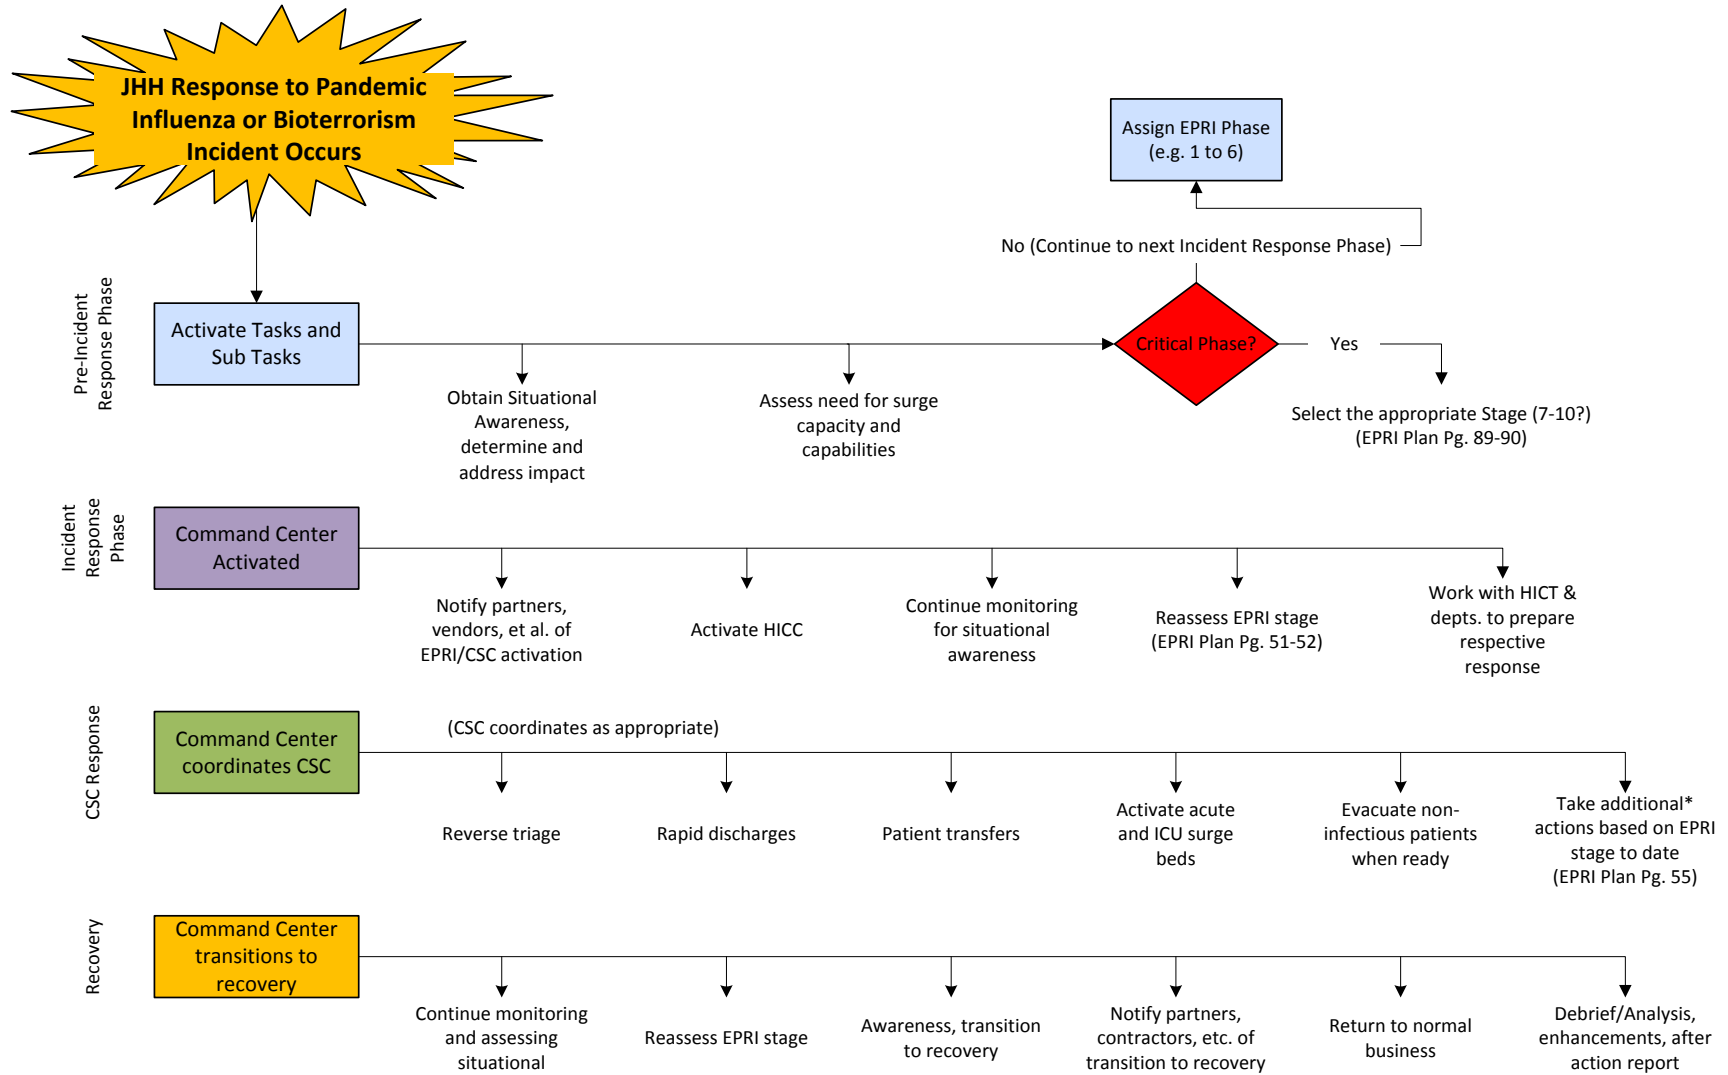 JHH Response to Pandemic
Influenza or Bioterrorism
Incident Occurs
Assign EPRI Phase
(e.g. 1 to 6)
No (Continue to next Incident Response Phase)
Pre-Incident
Response Phase
Activate Tasks and
Sub Tasks
Critical Phase?
Yes
Obtain Situational
Awareness,
determine and
address impact
Assess need for surge
capacity and
capabilities
Select the appropriate Stage (7-10?)
(EPRI Plan Pg. 89-90)
Incident
Response
Phase
Command Center
Activated
Notify partners,
vendors, et al. of
EPRI/CSC activation
Activate HICC
Continue monitoring
for situational
awareness
Reassess EPRI stage
(EPRI Plan Pg. 51-52)
Work with HICT &
depts. to prepare
respective
response
CSC Response
Command Center
coordinates CSC
(CSC coordinates as appropriate)
Reverse triage
Rapid discharges
Patient transfers
Activate acute
and ICU surge
beds
Evacuate non-
infectious patients
when ready
Take additional*
actions based on EPRI
stage to date
(EPRI Plan Pg. 55)
Recovery
Command Center
transitions to
recovery
Continue monitoring
and assessing
situational
Reassess EPRI stage
Awareness, transition
to recovery
Notify partners,
contractors, etc. of
transition to recovery
Return to normal
business
Debrief/Analysis,
enhancements, after
action report